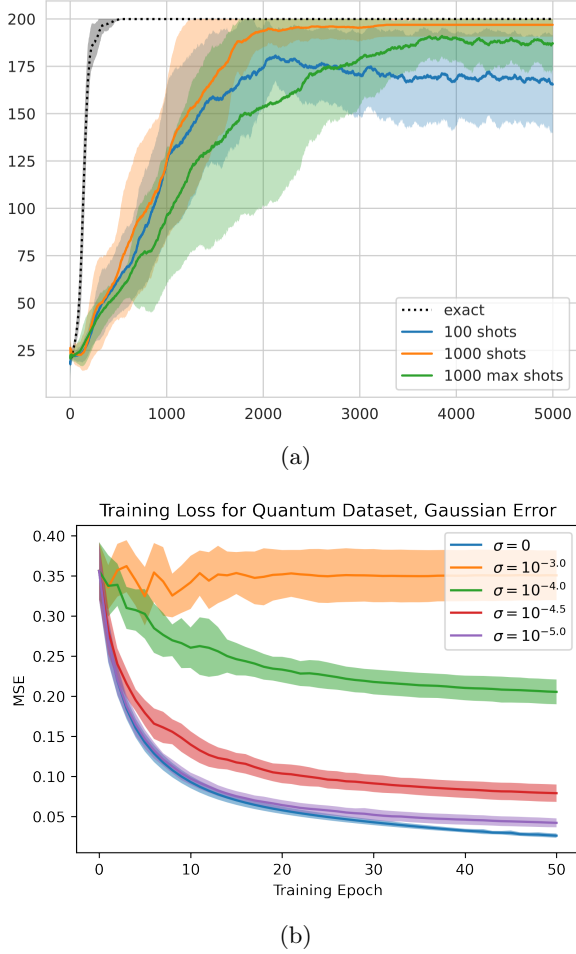 200
175
150
125
100
75
50
25
0
1000
2000
3000
4000
5000
exact
100 shots
1000 shots
1000 max shots
(a)
Training Loss for Quantum Dataset, Gaussian Error
0.40
0.35
0.30
0.25
0.20
0.15
0.10
0.05
MSE
0
10
20
30
40
50
Training Epoch
σ = 0
σ = 10^−3.0
σ = 10^−4.0
σ = 10^−4.5
σ = 10^−5.0
(b)